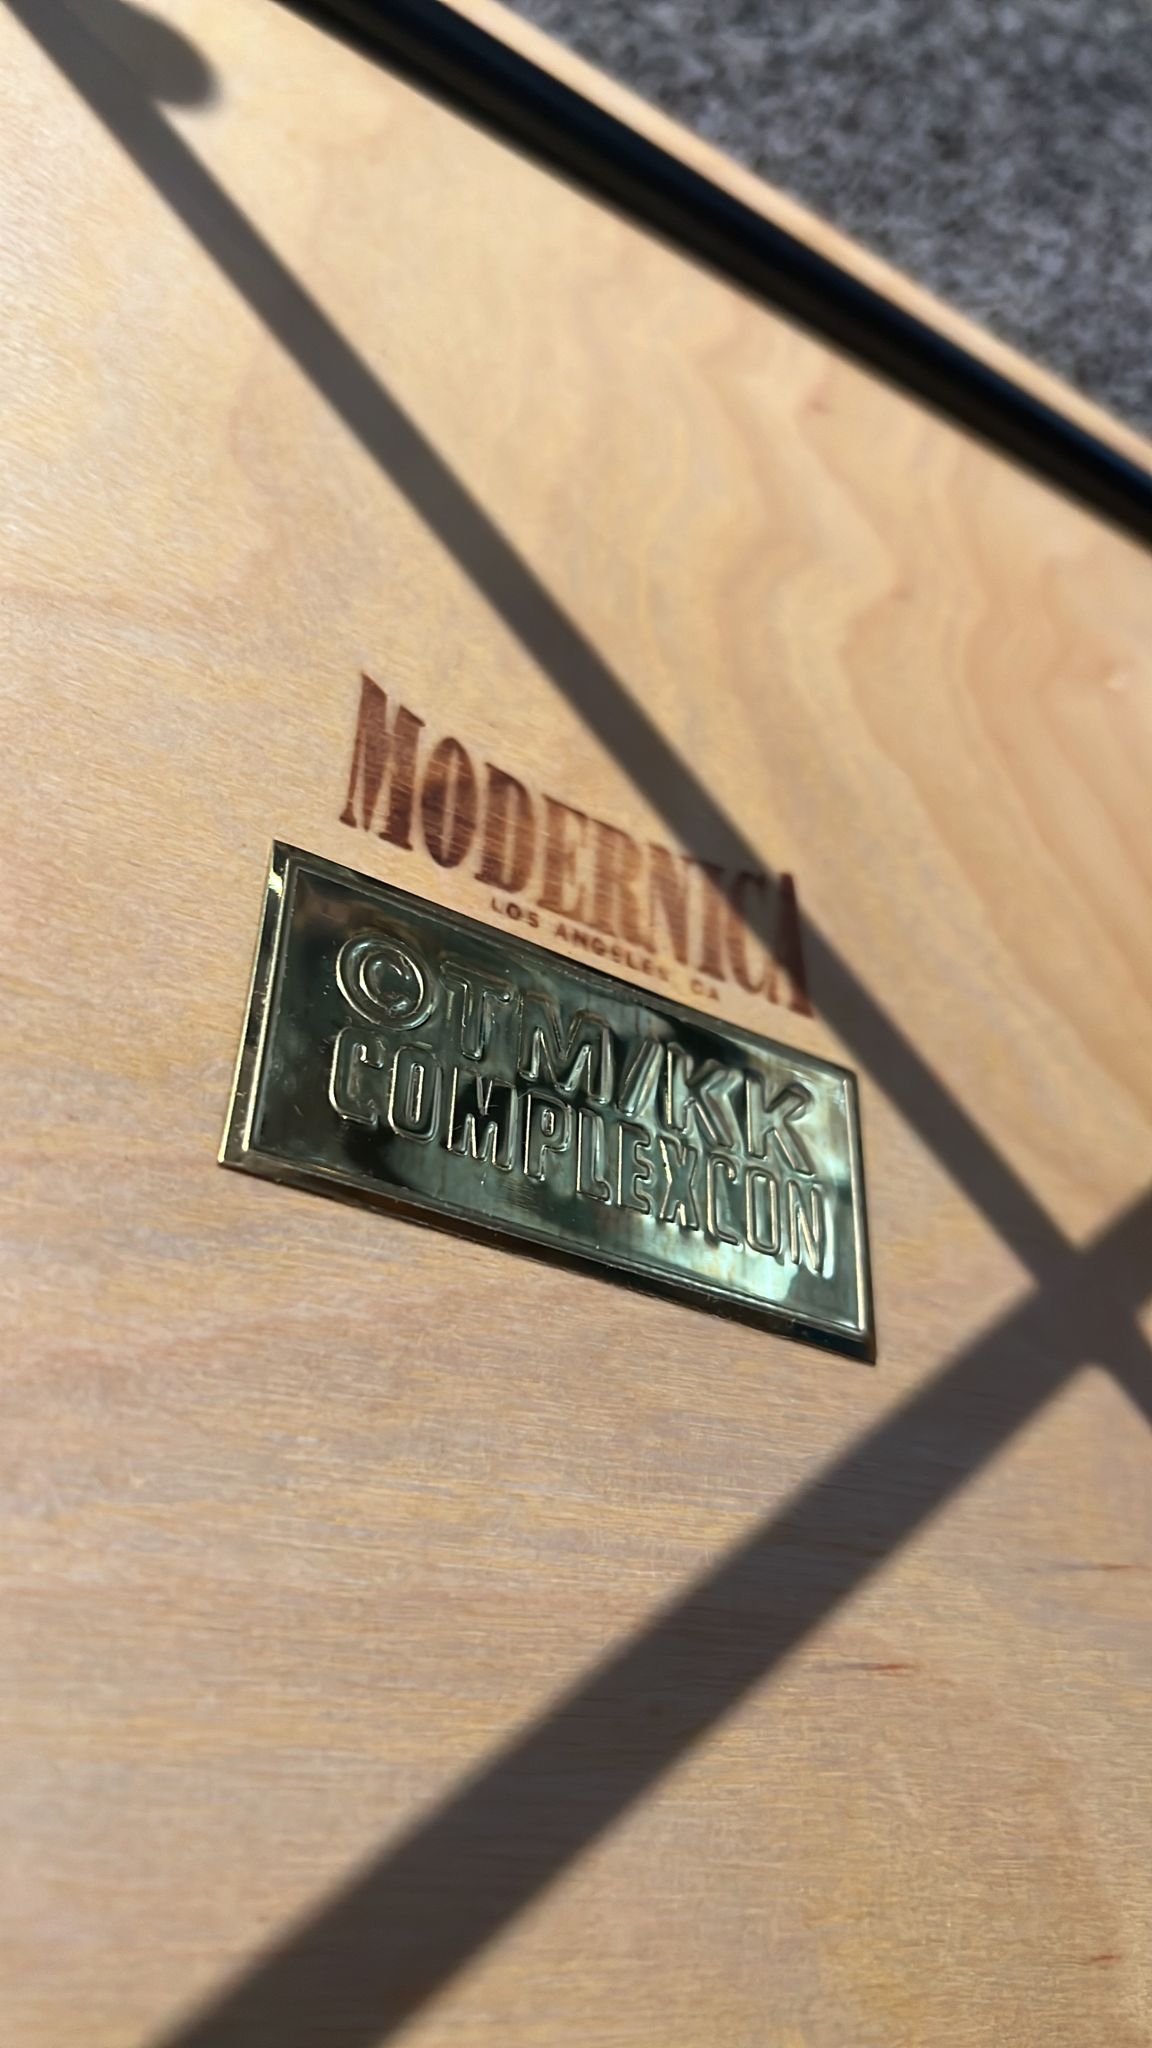 MODERNICA
LOS ANGELES, CA
©TM/KK
COMPLEXCON